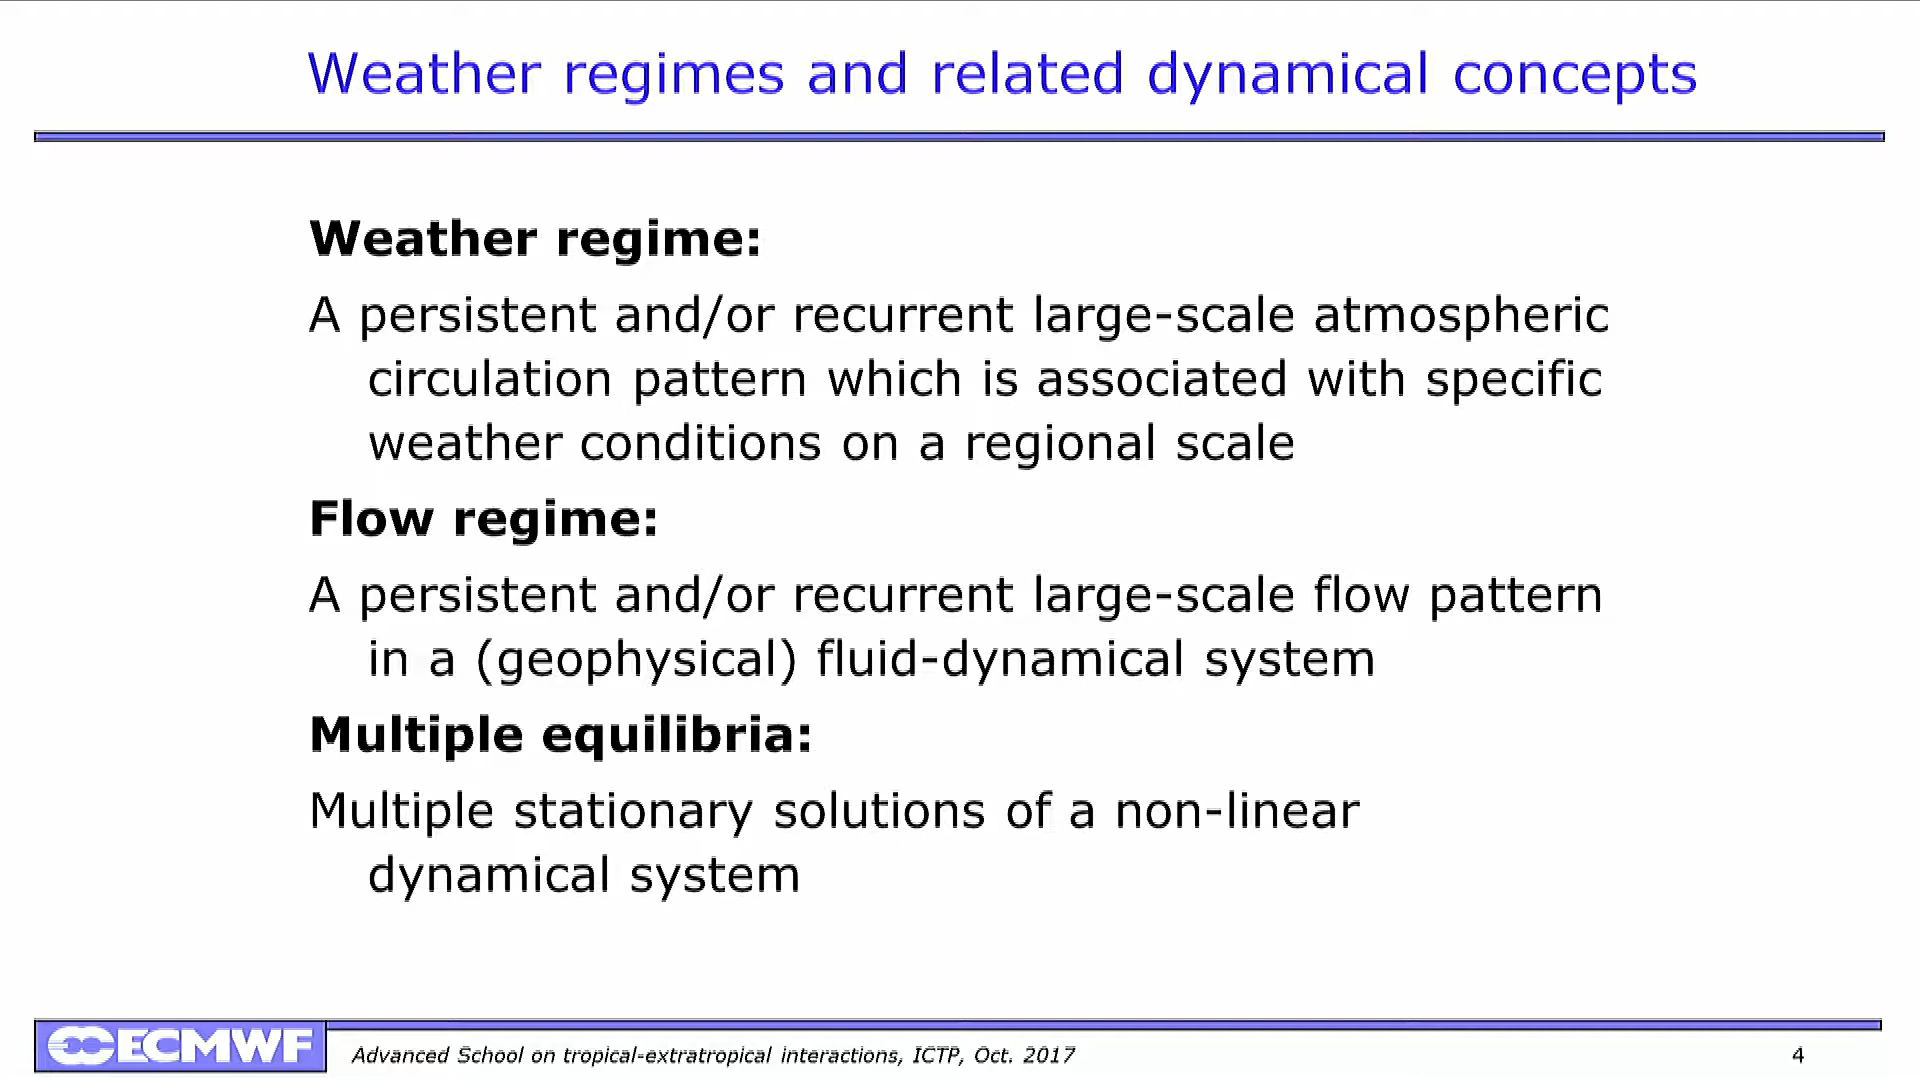 Weather regimes and related dynamical concepts
Weather regime:
A persistent and/or recurrent large-scale atmospheric
circulation pattern which is associated with specific
weather conditions on a regional scale
Flow regime:
A persistent and/or recurrent large-scale flow pattern
in a (geophysical) fluid-dynamical system
Multiple equilibria:
Multiple stationary solutions of a non-linear
dynamical system
ECMWF
Advanced School on tropical-extratropical interactions, ICTP, Oct. 2017
4